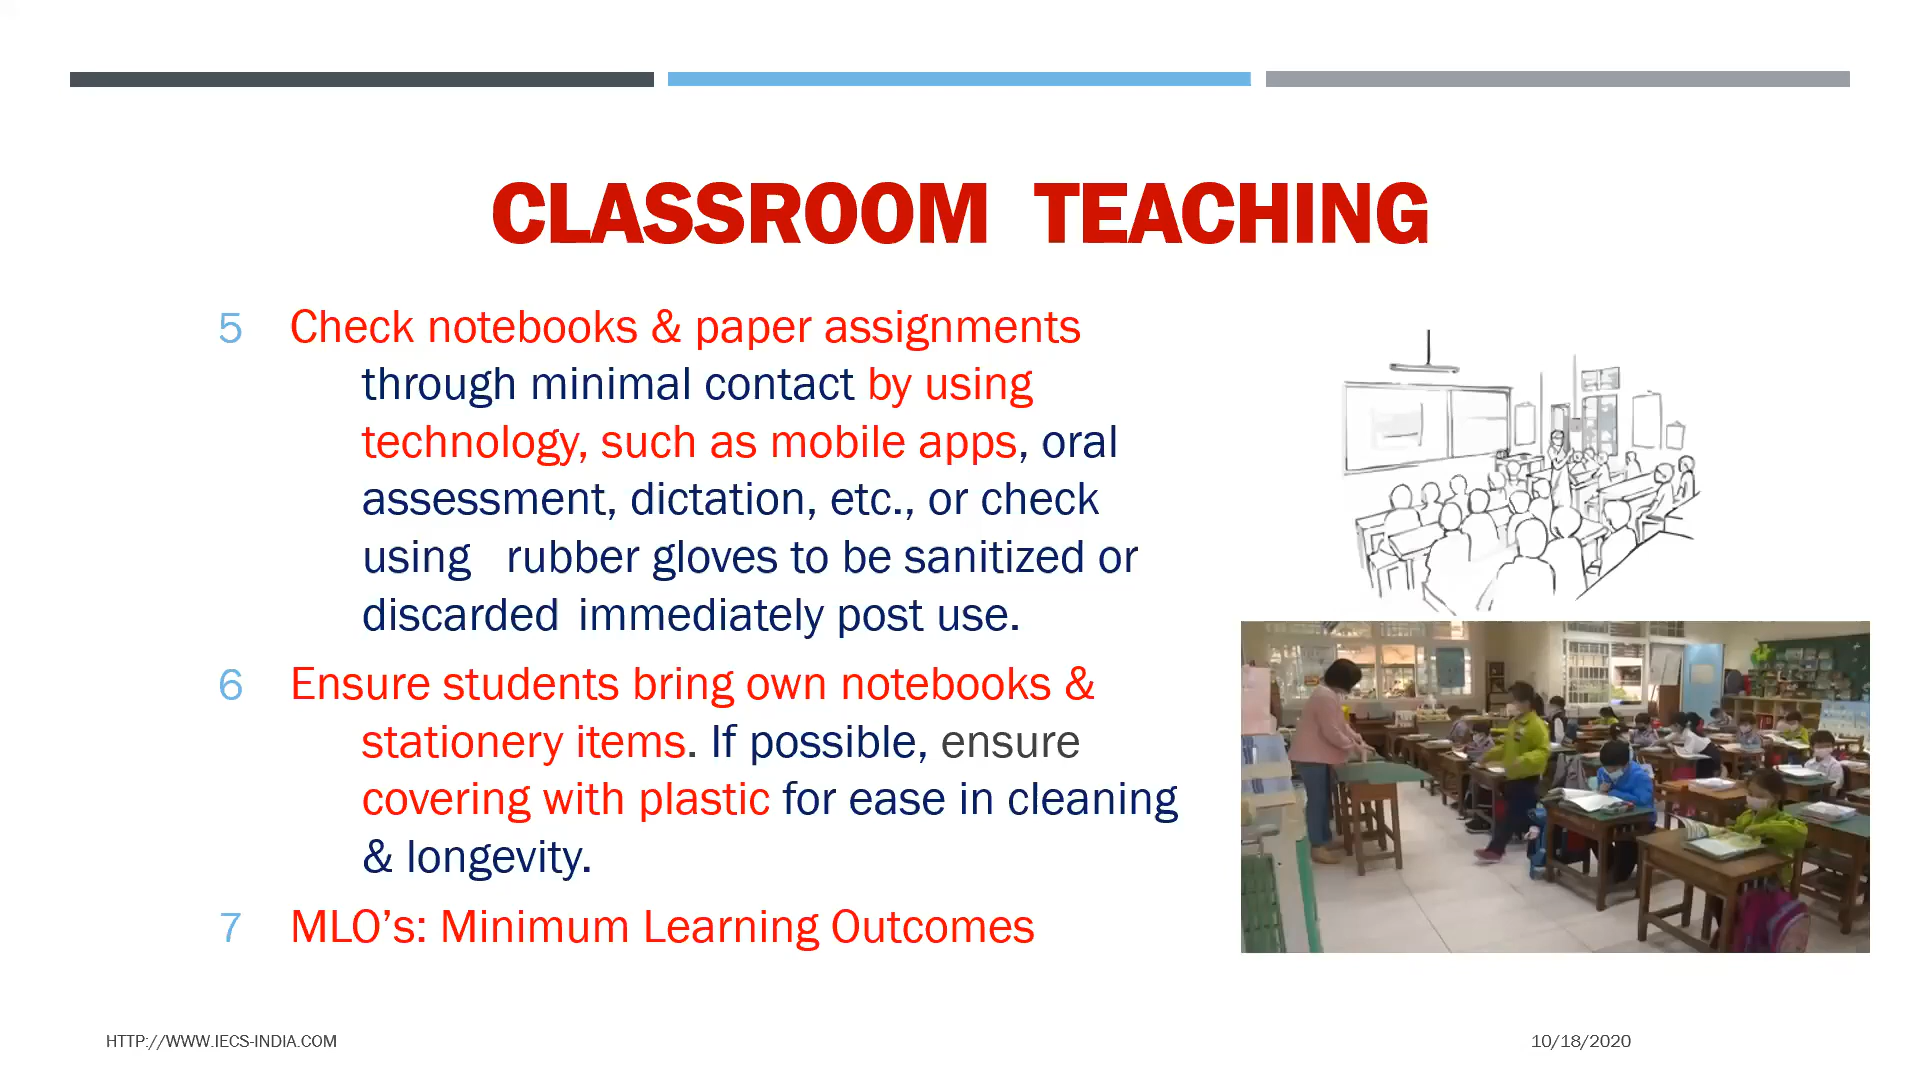 CLASSROOM TEACHING
5 Check notebooks & paper assignments
through minimal contact by using
technology, such as mobile apps, oral
assessment, dictation, etc., or check
using rubber gloves to be sanitized or
discarded immediately post use.
6 Ensure students bring own notebooks &
stationery items. If possible, ensure
covering with plastic for ease in cleaning
& longevity.
7 MLO’s: Minimum Learning Outcomes
HTTP://WWW.IECS-INDIA.COM
10/18/2020